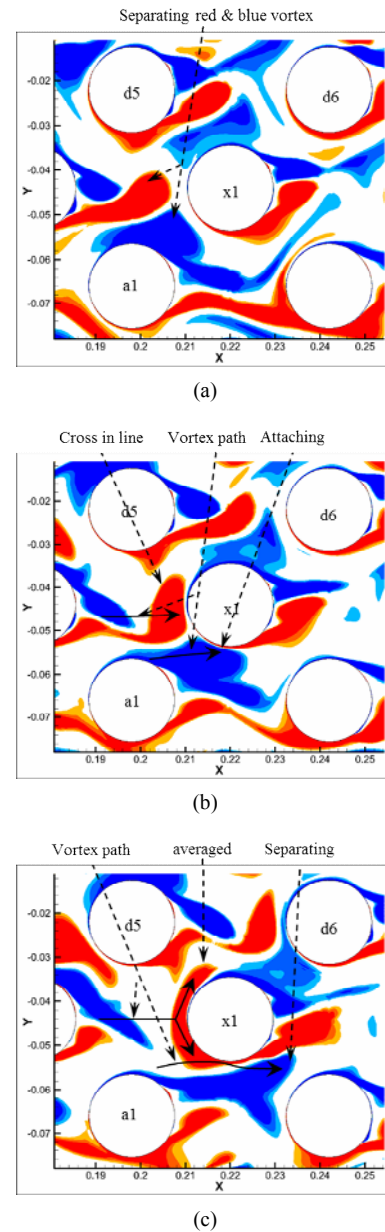 Separating red & blue vortex
d5
d6
-0.02
-0.03
-0.04
Y
x1
-0.05
-0.06
a1
-0.07
0.19 0.2 0.21 0.22 0.23 0.24 0.25
X
(a)
Cross in line Vortex path Attaching
d5
d6
-0.02
-0.03
-0.04
Y
x1
-0.05
-0.06
a1
-0.07
0.19 0.2 0.21 0.22 0.23 0.24 0.25
X
(b)
Vortex path averaged Separating
d5
d6
-0.02
-0.03
-0.04
Y
x1
-0.05
-0.06
a1
-0.07
0.19 0.2 0.21 0.22 0.23 0.24 0.25
X
(c)